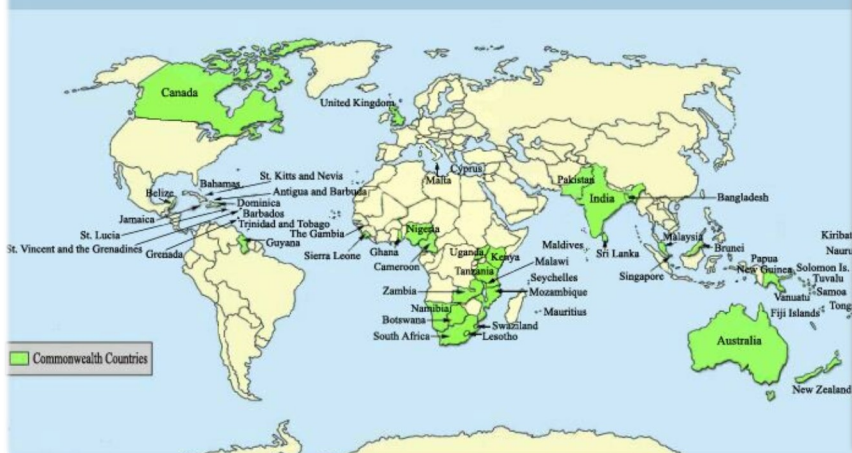 Canada
United Kingdom
Malta
Cyprus
St. Kitts and Nevis
Bahamas
Antigua and Barbuda
Belize
Dominica
Barbados
Jamaica
Trinidad and Tobago
St. Lucia
The Gambia
St. Vincent and the Grenadines
Guyana
Grenada
Sierra Leone
Nigeria
Ghana
Cameroon
Uganda
Kenya
Tanzania
Malawi
Seychelles
Zambia
Mozambique
Mauritius
Namibia
Botswana
Swaziland
South Africa
Lesotho
Pakistan
India
Bangladesh
Maldives
Sri Lanka
Malaysia
Brunei
Singapore
Papua
New Guinea
Kiribat
Nauru
Solomon Is.
Tuvalu
Samoa
Vanuatu
Tong
Fiji Islands
Australia
New Zealand
Commonwealth Countries